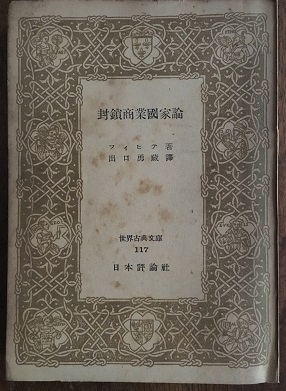 封鎖商業國家論
フィヒテ著
出口勇藏譯
世界古典文庫
117
日本評論社